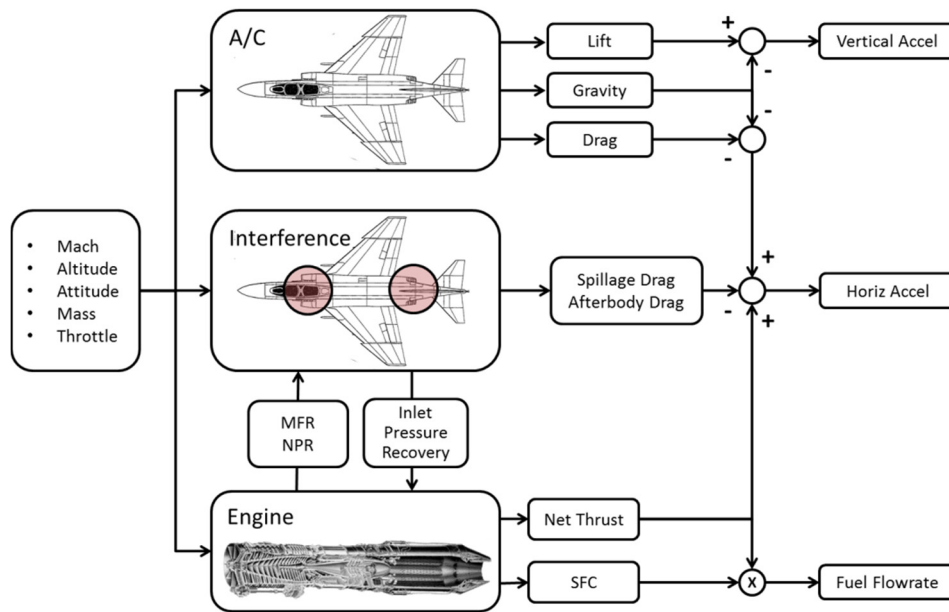 A/C
Lift
Gravity
Drag
+
-
-
-
Vertical Accel
• Mach
• Altitude
• Attitude
• Mass
• Throttle
Interference
Spillage Drag
Afterbody Drag
+
-
+
Horiz Accel
MFR
NPR
Inlet
Pressure
Recovery
Engine
Net Thrust
SFC
X
Fuel Flowrate